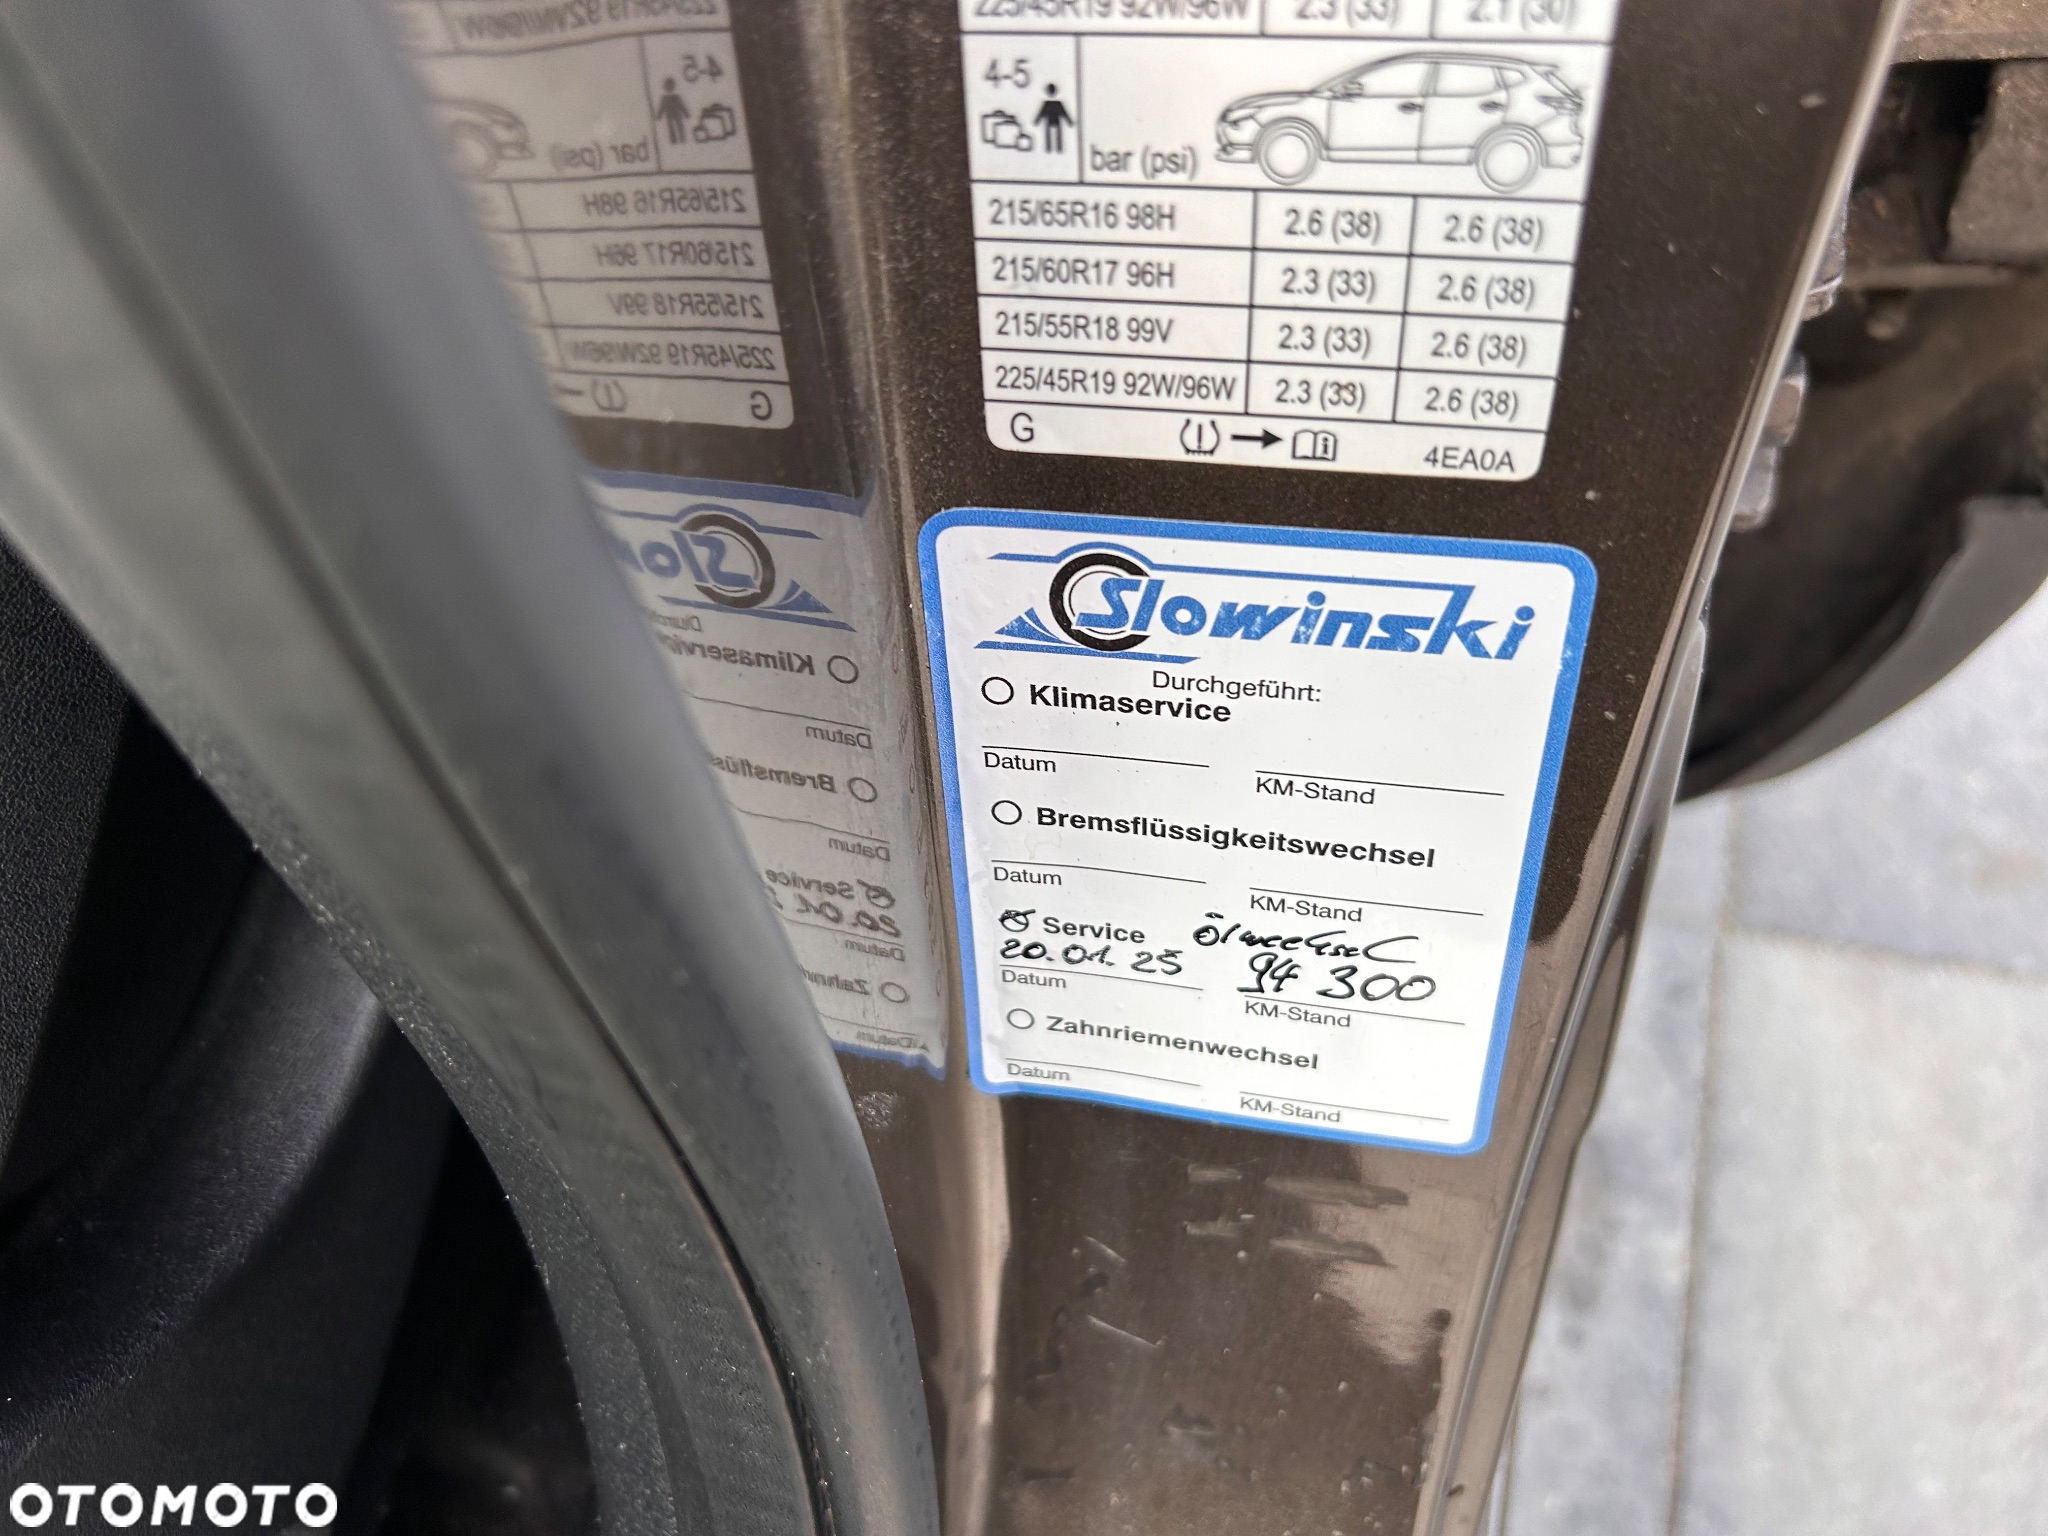 225/45R19 92W/96W 2.3 (33) 2.1 (30)
4-5
bar (psi)
215/65R16 98H 2.6 (38) 2.6 (38)
215/60R17 96H 2.3 (33) 2.6 (38)
215/55R18 99V 2.3 (33) 2.6 (38)
225/45R19 92W/96W 2.3 (33) 2.6 (38)
G 4EA0A
Slowinski
Durchgeführt:
Klimaservice
Datum KM-Stand
Bremsflüssigkeitswechsel
Datum KM-Stand
Service Ölwechsel
20.01.25 94 300
Datum KM-Stand
Zahnriemenwechsel
Datum KM-Stand
OTOMOTO